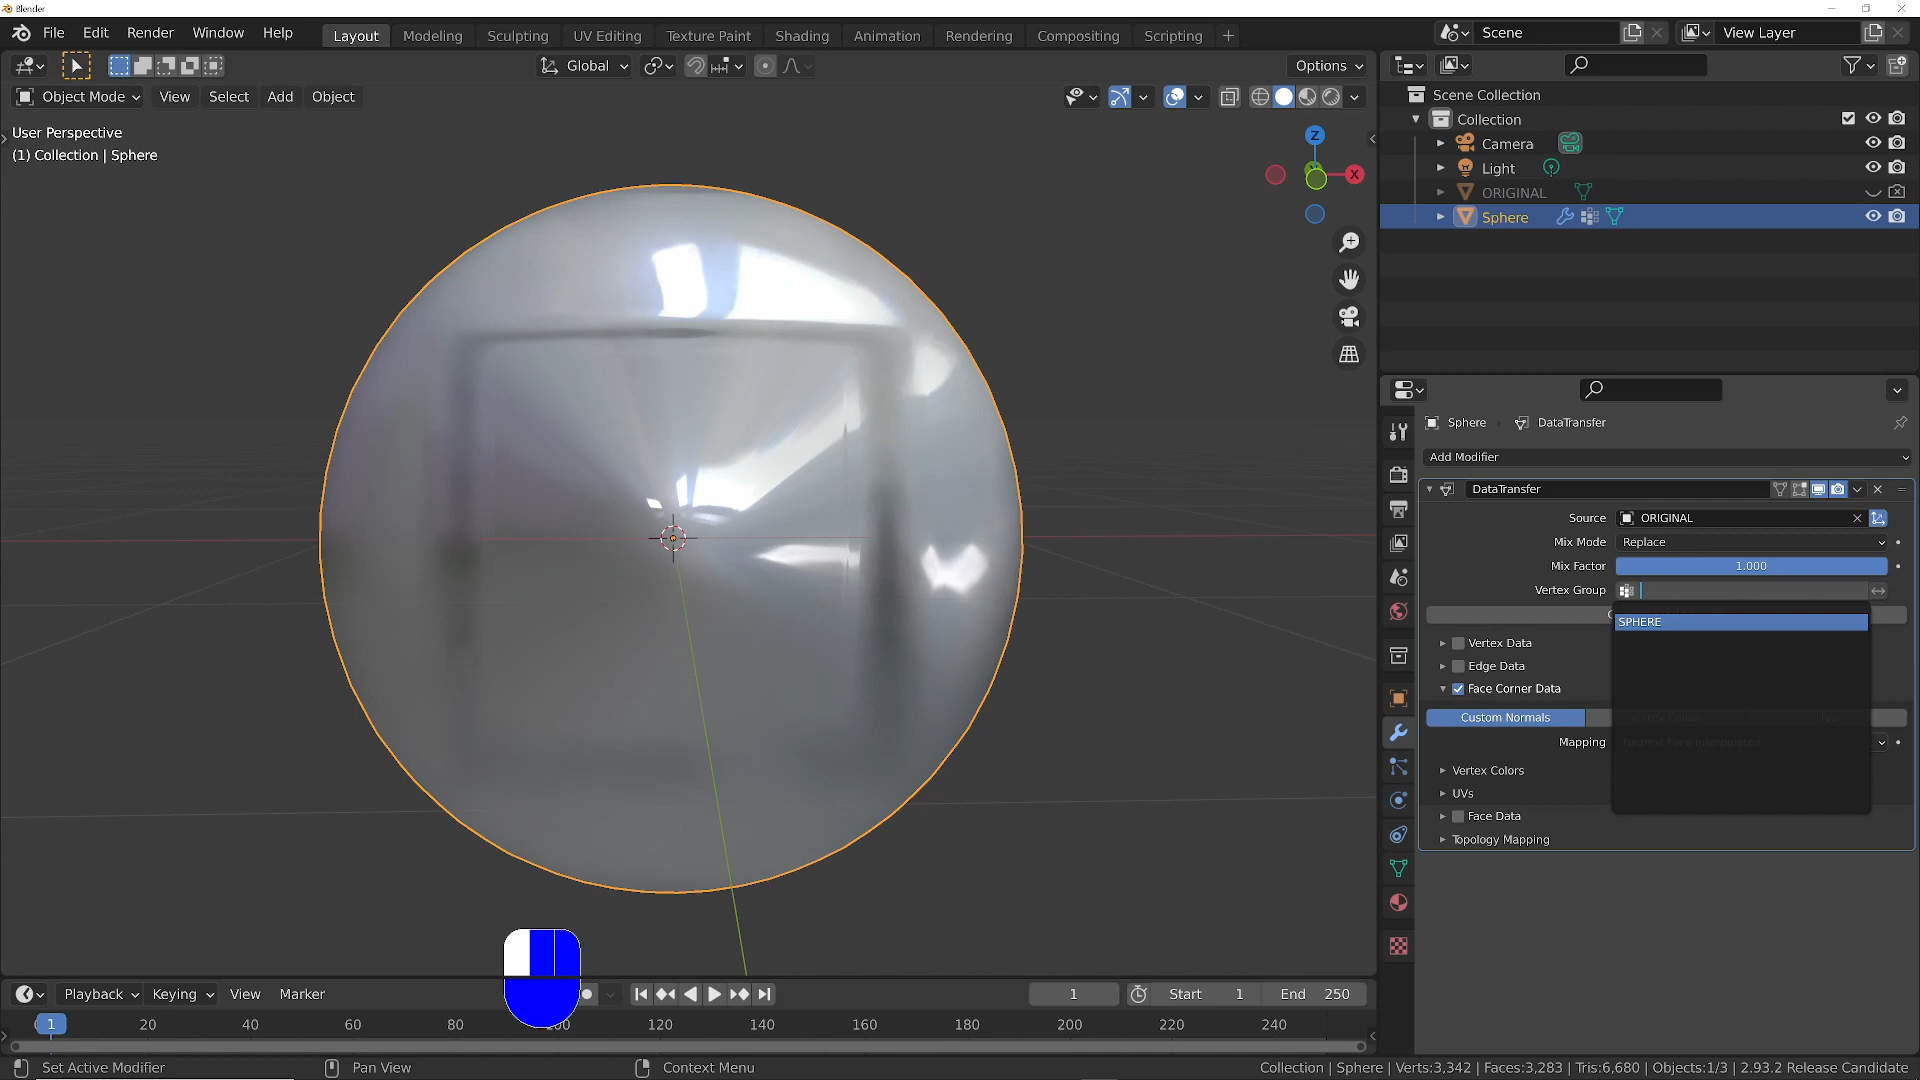 Blender
File Edit Render Window Help
Layout Modeling Sculpting UV Editing Texture Paint Shading Animation Rendering Compositing Scripting +
Scene View Layer
Global Options
Object Mode View Select Add Object
User Perspective
(1) Collection | Sphere
Z
X
Scene Collection
Collection
Camera
Light
ORIGINAL
Sphere
Sphere DataTransfer
Add Modifier
DataTransfer
Source ORIGINAL
Mix Mode Replace
Mix Factor 1.000
Vertex Group
SPHERE
Vertex Data
Edge Data
Face Corner Data
Custom Normals
Mapping Nearest Face Interpolated
Vertex Colors
UVs
Face Data
Topology Mapping
Playback Keying View Marker 1 Start 1 End 250
1 20 40 60 80 100 120 140 160 180 200 220 240
Set Active Modifier Pan View Context Menu Collection | Sphere | Verts:3,342 | Faces:3,283 | Tris:6,680 | Objects:1/3 | 2.93.2 Release Candidate